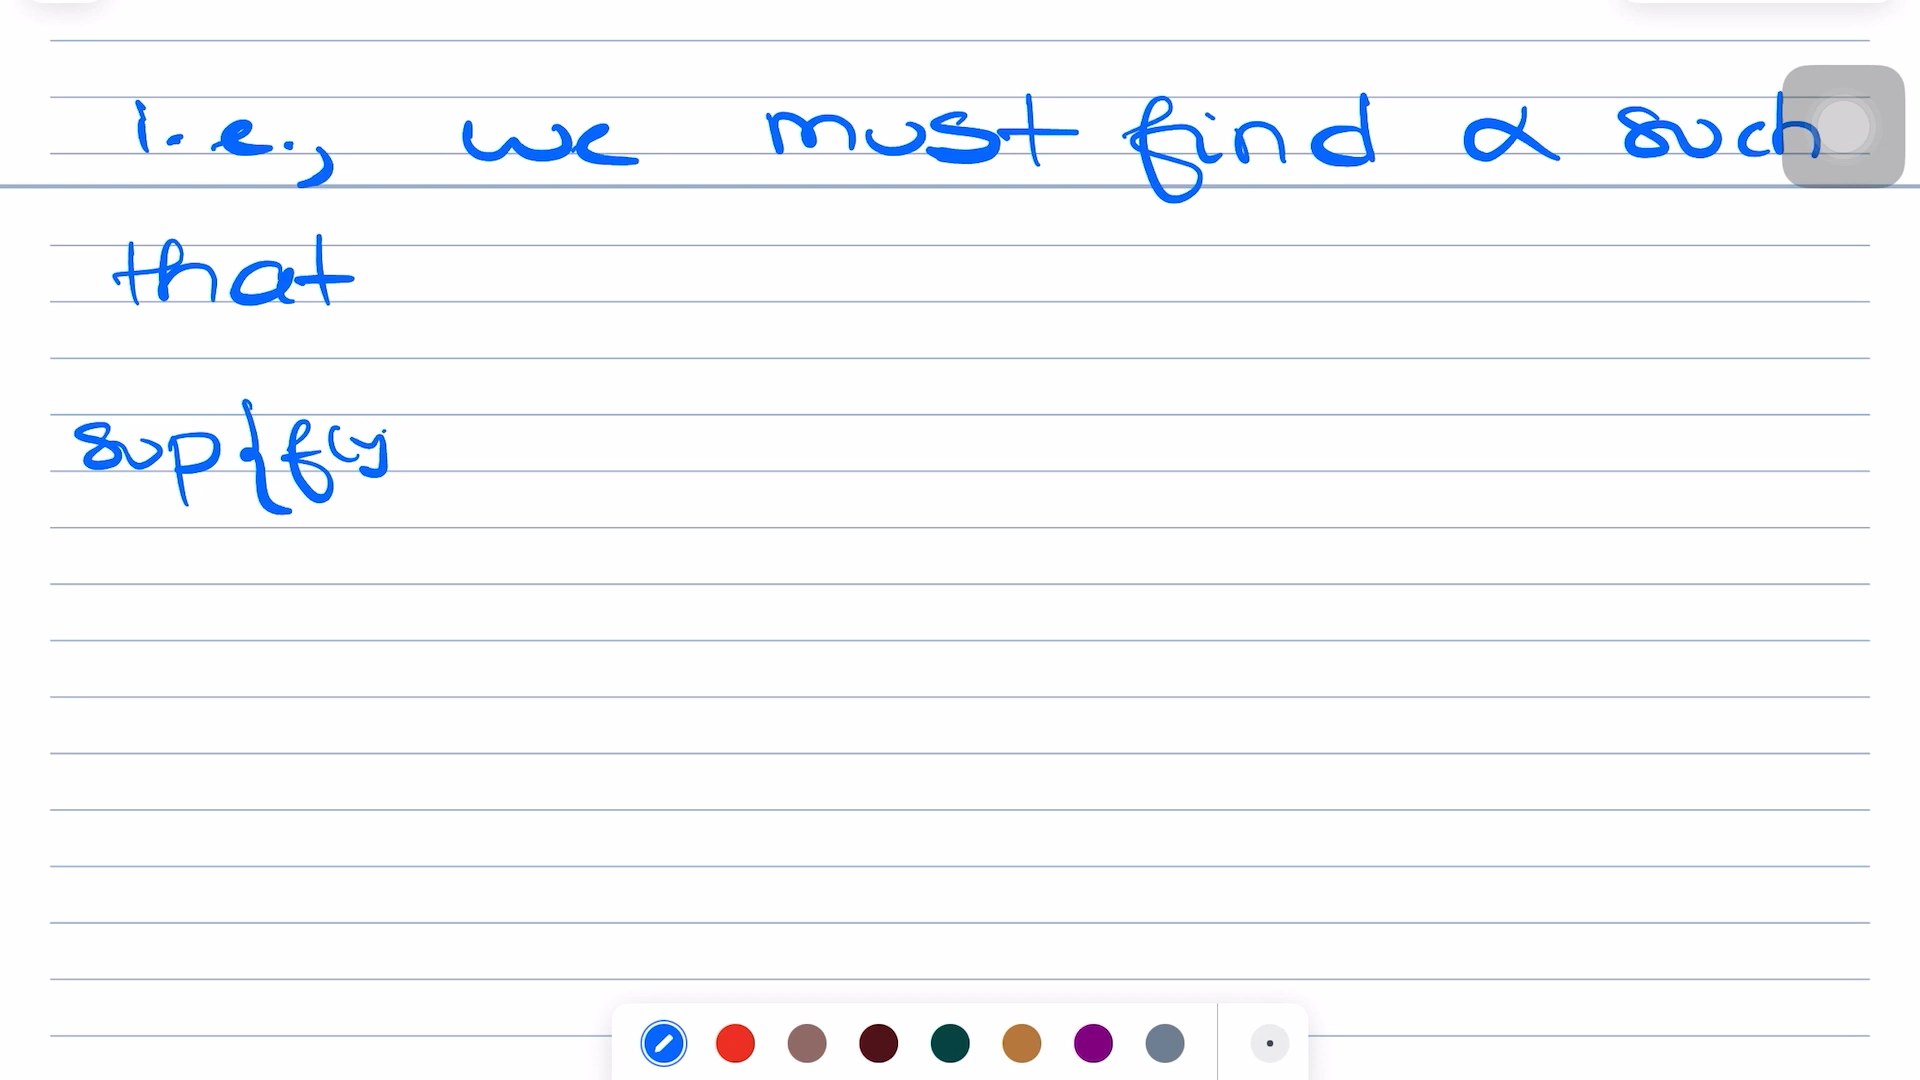 i.e., we must find α such
that
sup{f(y